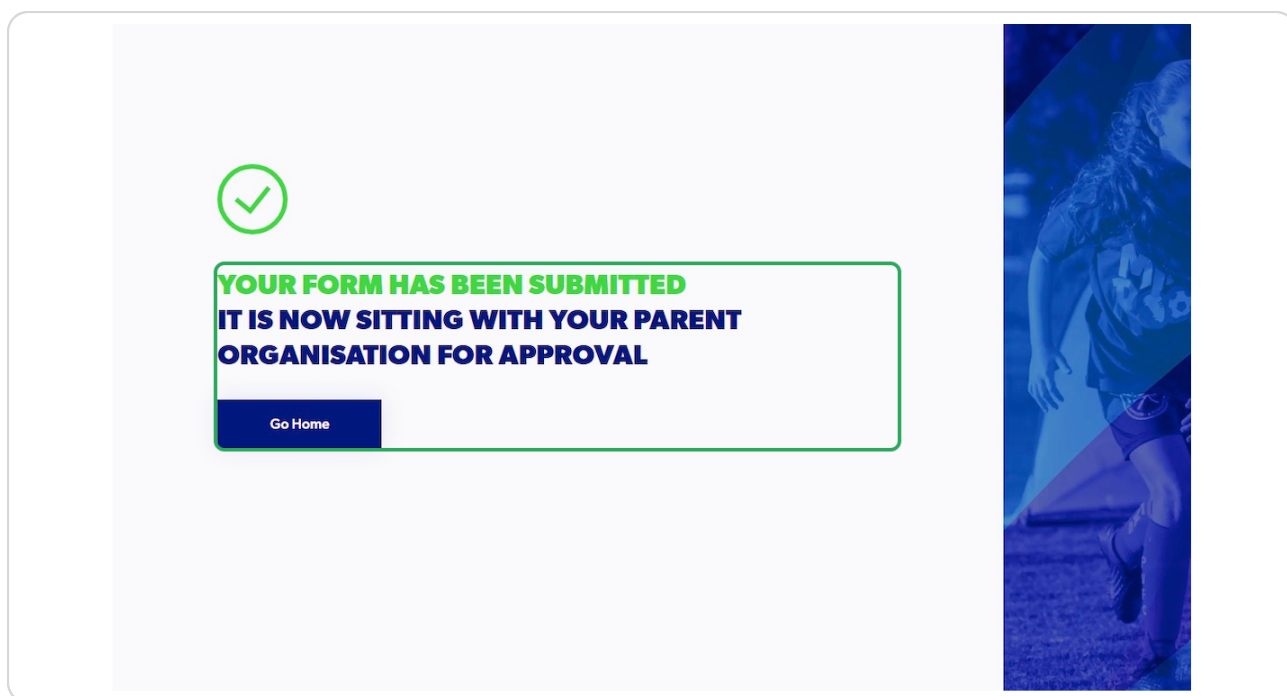 YOUR FORM HAS BEEN SUBMITTED
IT IS NOW SITTING WITH YOUR PARENT
ORGANISATION FOR APPROVAL
Go Home